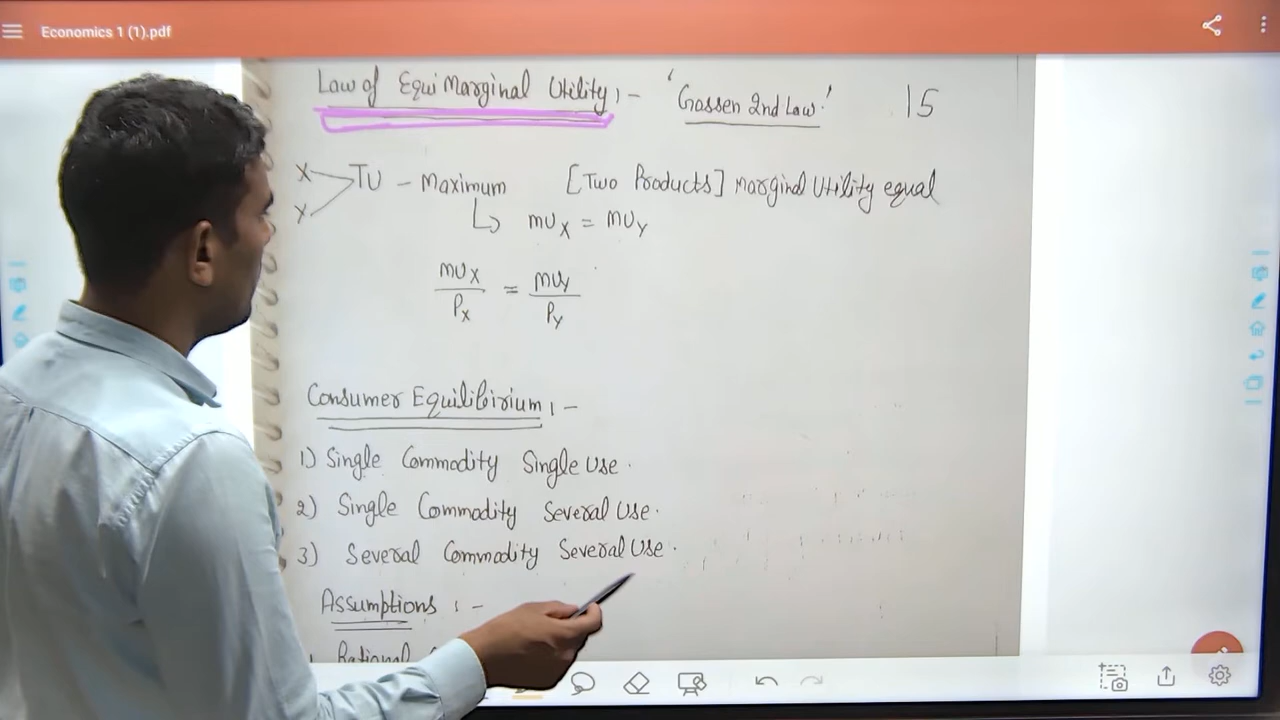 Economics 1 (1).pdf
Law of Equi Marginal Utility :- 'Gossen 2nd Law' 15
X
Y
TU - Maximum [Two Products] Marginal Utility equal
↳ MUx = MUy
MUx / Px = MUy / Py
Consumer Equilibirium :-
1) Single Commodity Single Use.
2) Single Commodity Several Use.
3) Several Commodity Several Use.
Assumptions :-
Rational